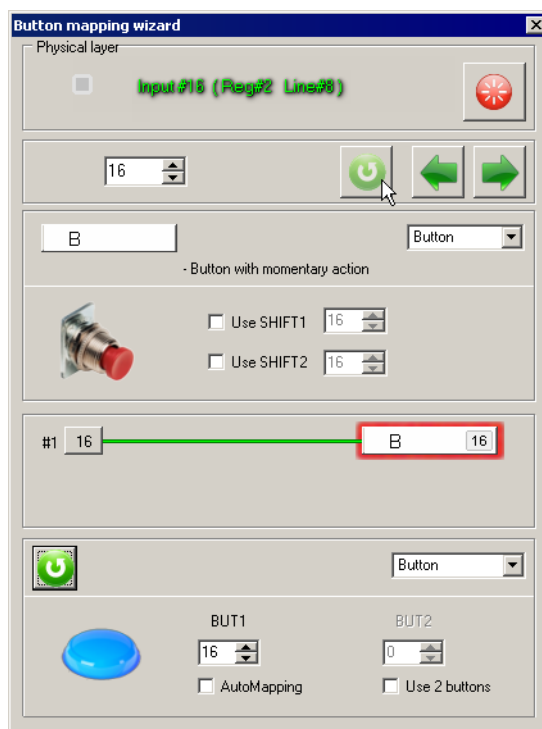 Button mapping wizard
Physical layer
Input #16 (Reg#2 Line#8)
16
B
Button
- Button with momentary action
Use SHIFT1 16
Use SHIFT2 16
#1 16 B 16
Button
BUT1 BUT2
16 0
AutoMapping Use 2 buttons